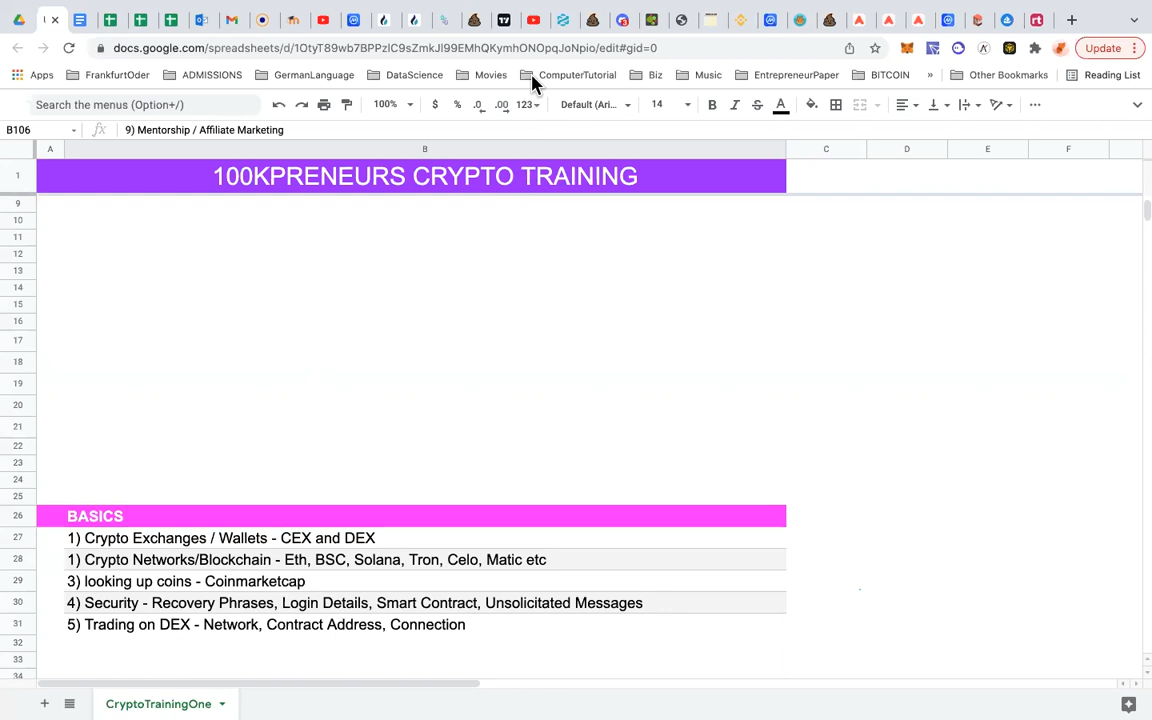 Update
docs.google.com/spreadsheets/d/1OtyT89wb7BPPzlC9sZmkJl99EMhQKymhONOpqJoNpio/edit#gid=0
Apps FrankfurtOder ADMISSIONS GermanLanguage DataScience Movies ComputerTutorial Biz Music EntrepreneurPaper BITCOIN » Other Bookmarks Reading List
Search the menus (Option+/) 100% $ % .0 .00 123 Default (Ari... 14 B I S A
B106 fx 9) Mentorship / Affiliate Marketing
A B C D E F
1 100KPRENEURS CRYPTO TRAINING
9
10
11
12
13
14
15
16
17
18
19
20
21
22
23
24
25
26 BASICS
27 1) Crypto Exchanges / Wallets - CEX and DEX
28 1) Crypto Networks/Blockchain - Eth, BSC, Solana, Tron, Celo, Matic etc
29 3) looking up coins - Coinmarketcap
30 4) Security - Recovery Phrases, Login Details, Smart Contract, Unsolicitated Messages
31 5) Trading on DEX - Network, Contract Address, Connection
32
33
34
CryptoTrainingOne